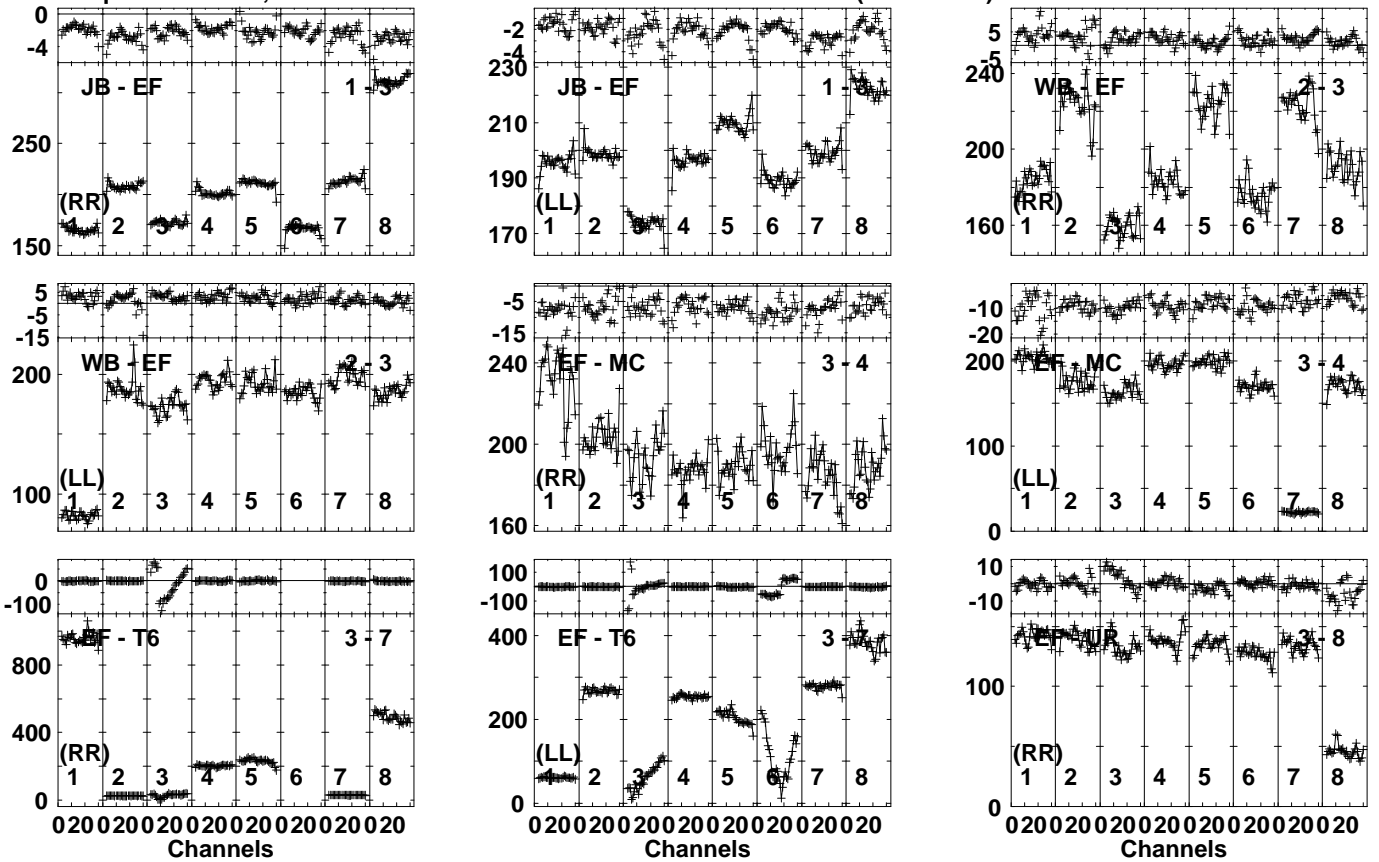 0
-4
JB - EF
1 - 3
250
150
(RR)
1 2 3 4 5 6 7 8
-2
-4
230
JB - EF
1 - 3
210
190
170
(LL)
1 2 3 4 5 6 7 8
5
-5
240
WB - EF
2 - 3
200
160
(RR)
1 2 3 4 5 6 7 8
5
-5
-15
WB - EF
2 - 3
200
100
(LL)
1 2 3 4 5 6 7 8
-5
-15
240
EF - MC
3 - 4
200
160
(RR)
1 2 3 4 5 6 7 8
-10
-20
200
EF - MC
3 - 4
100
0
(LL)
1 2 3 4 5 6 7 8
0
-100
EF - T6
3 - 7
800
400
0
(RR)
1 2 3 4 5 6 7 8
0 20 0 20 0 20 0 20 0 20 0 20 0 20 0 20
Channels
100
-100
400
EF - T6
3 - 7
200
0
(LL)
1 2 3 4 5 6 7 8
0 20 0 20 0 20 0 20 0 20 0 20 0 20 0 20
Channels
10
-10
EF - UR
3 - 8
100
0
(RR)
1 2 3 4 5 6 7 8
0 20 0 20 0 20 0 20 0 20 0 20 0 20 0 20
Channels